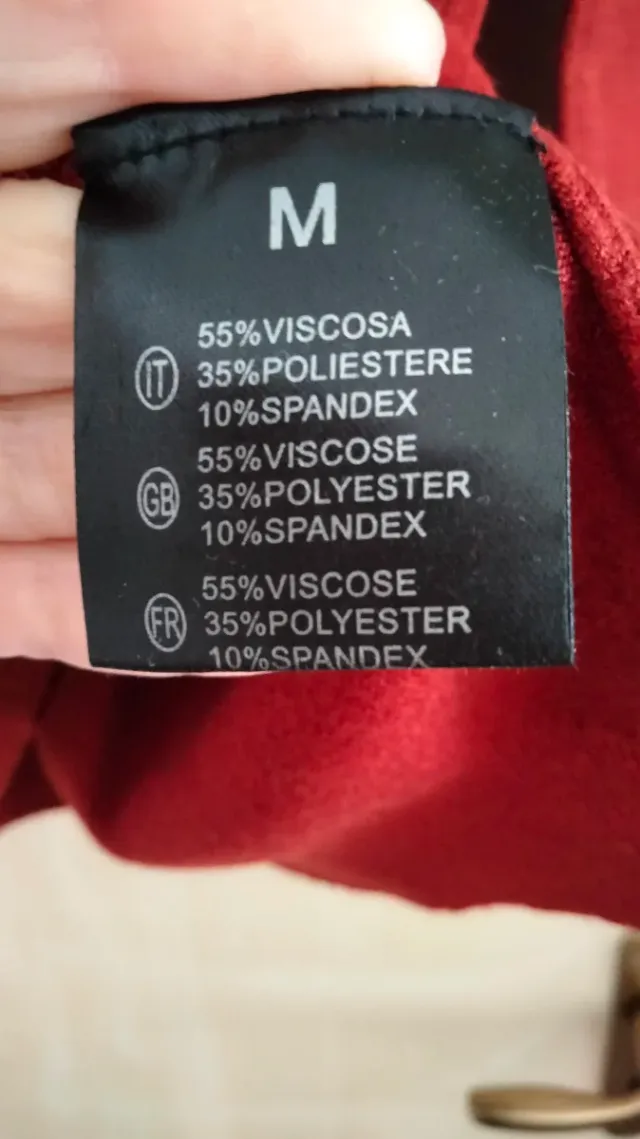 M
55%VISCOSA
IT 35%POLIESTERE
10%SPANDEX
55%VISCOSE
GB 35%POLYESTER
10%SPANDEX
55%VISCOSE
FR 35%POLYESTER
10%SPANDEX